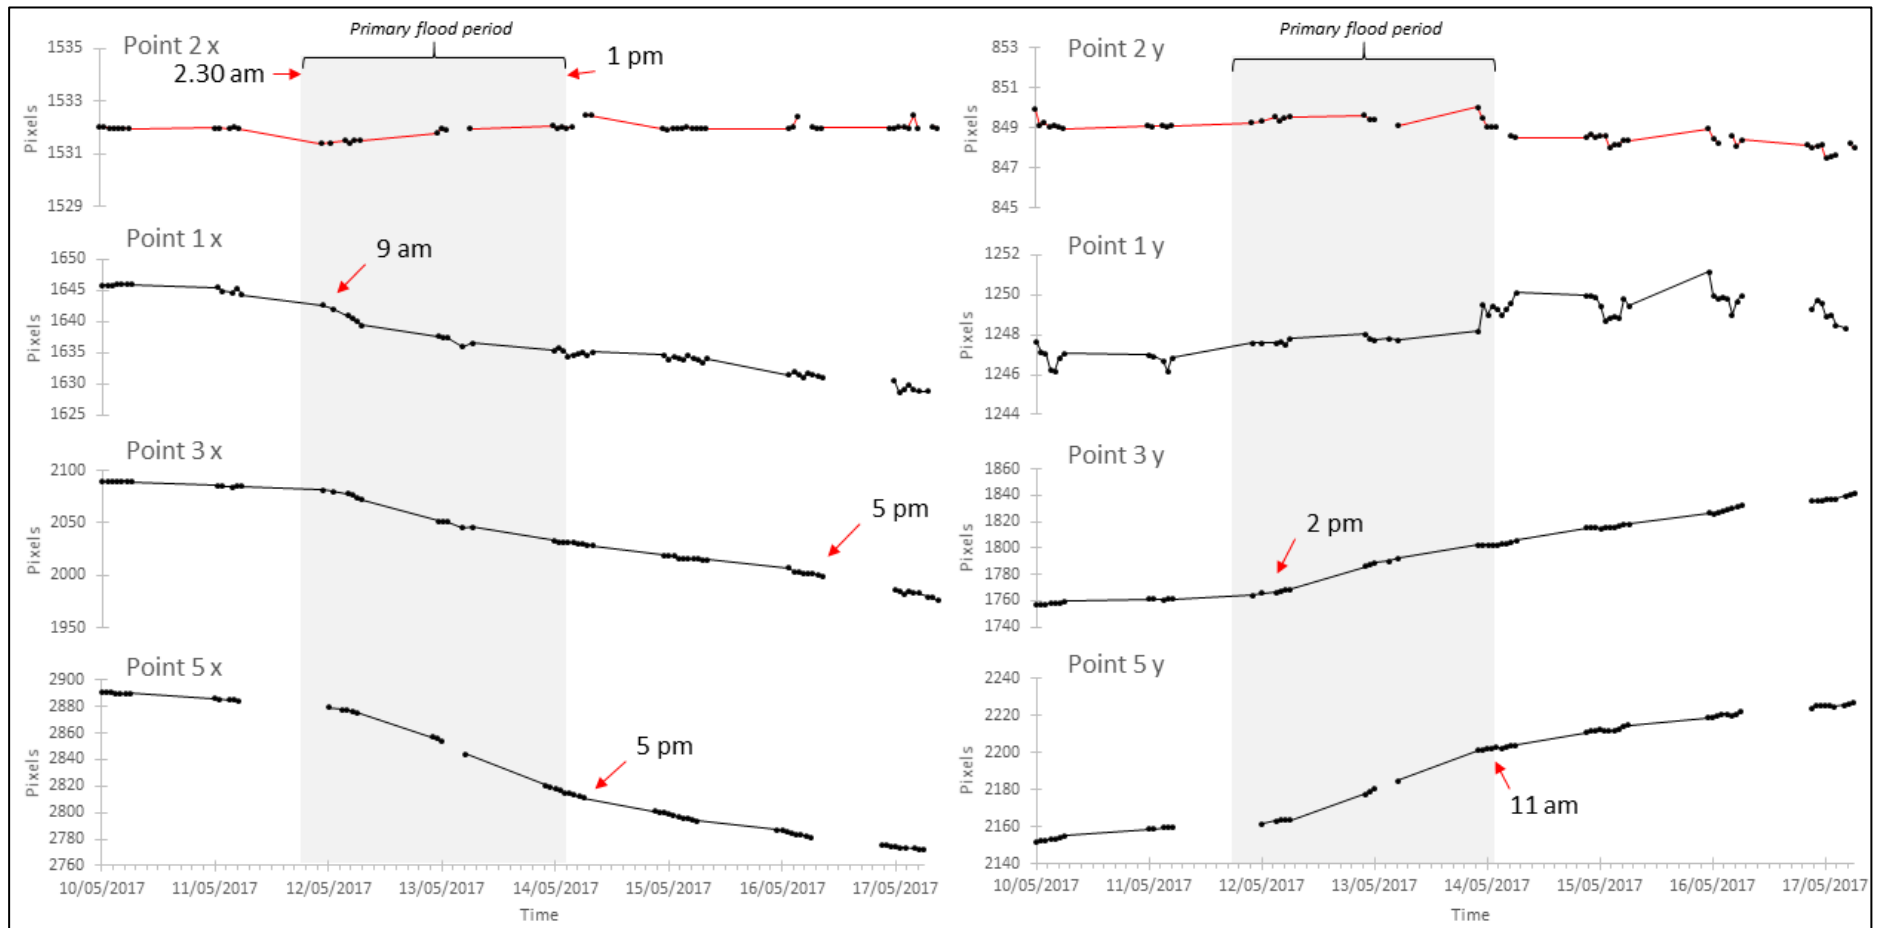 Primary flood period
Point 2 x
2.30 am
1 pm
1535
1533
1531
1529
Pixels
Point 1 x
9 am
1650
1645
1640
1635
1630
1625
Pixels
Point 3 x
5 pm
2100
2050
2000
1950
Pixels
Point 5 x
5 pm
2900
2880
2860
2840
2820
2800
2780
2760
Pixels
10/05/2017 11/05/2017 12/05/2017 13/05/2017 14/05/2017 15/05/2017 16/05/2017 17/05/2017
Time
Primary flood period
Point 2 y
853
851
849
847
845
Pixels
Point 1 y
1252
1250
1248
1246
1244
Pixels
Point 3 y
2 pm
1860
1840
1820
1800
1780
1760
1740
Pixels
Point 5 y
11 am
2240
2220
2200
2180
2160
2140
Pixels
10/05/2017 11/05/2017 12/05/2017 13/05/2017 14/05/2017 15/05/2017 16/05/2017 17/05/2017
Time